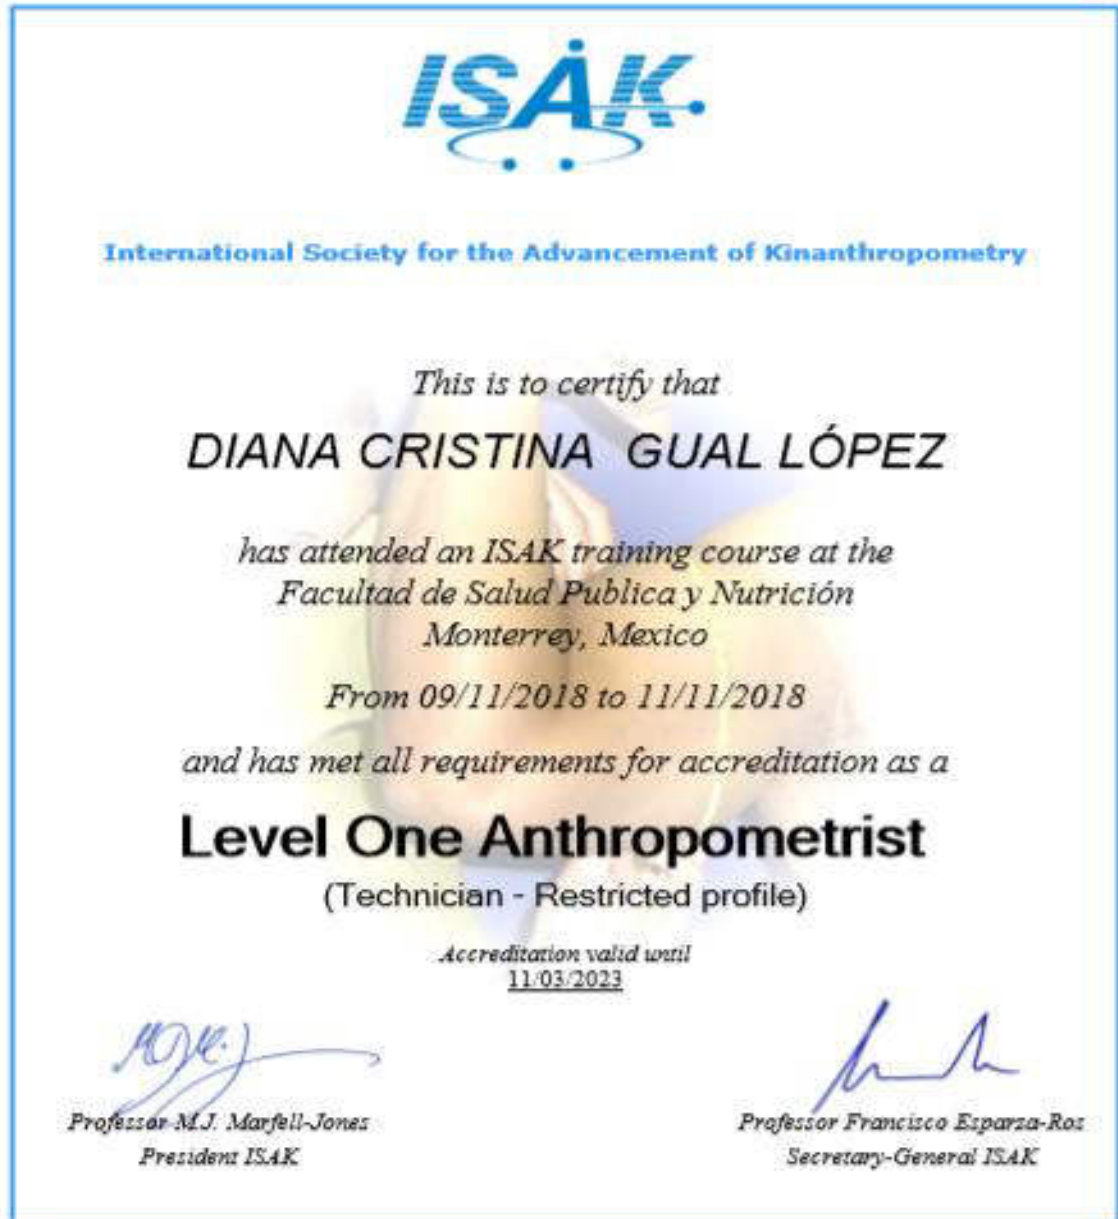 ISAK
International Society for the Advancement of Kinanthropometry
This is to certify that
DIANA CRISTINA GUAL LÓPEZ
has attended an ISAK training course at the
Facultad de Salud Publica y Nutrición
Monterrey, Mexico
From 09/11/2018 to 11/11/2018
and has met all requirements for accreditation as a
Level One Anthropometrist
(Technician - Restricted profile)
Accreditation valid until
11/03/2023
Professor M.J. Marfell-Jones
President ISAK
Professor Francisco Esparza-Ros
Secretary-General ISAK